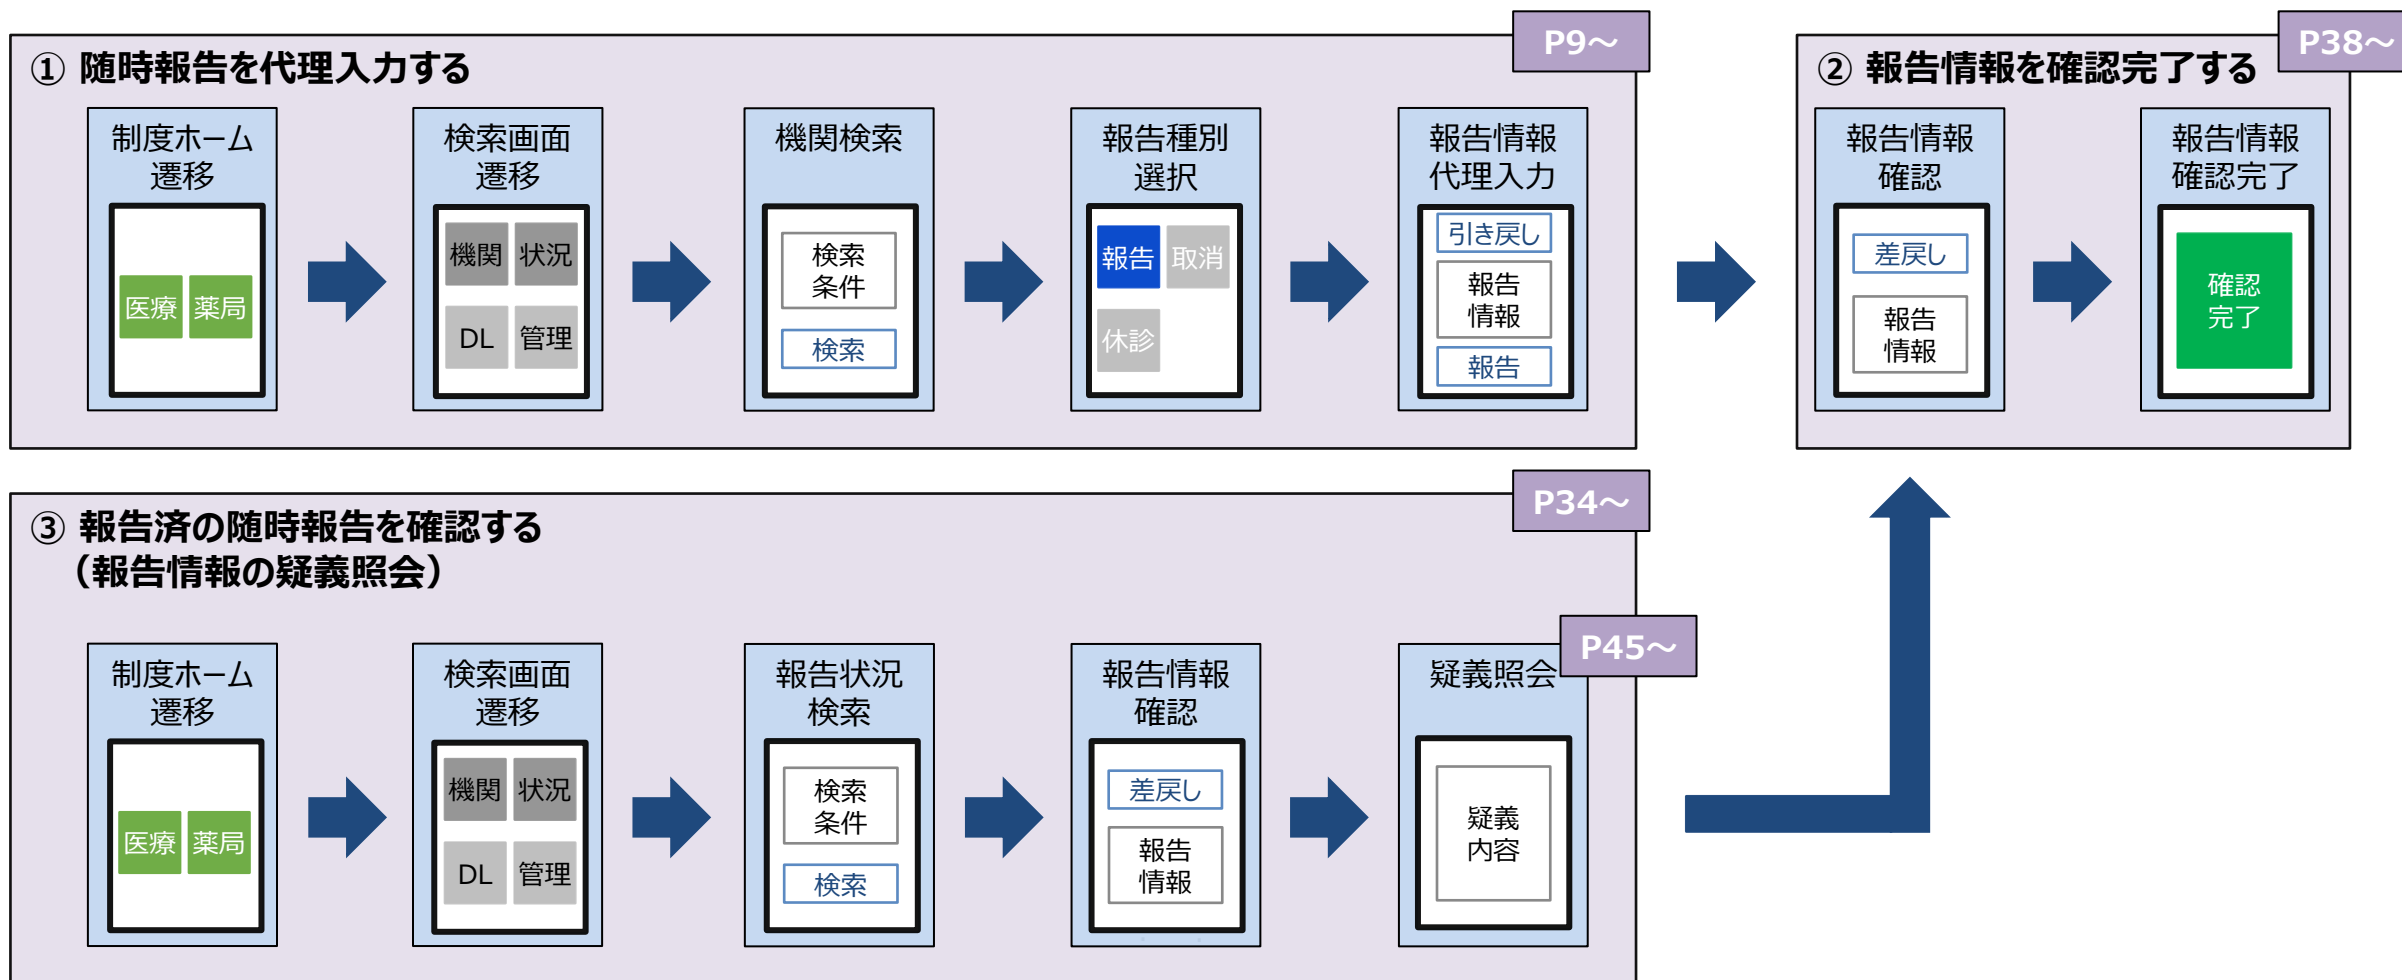 P9～
① 随時報告を代理入力する
制度ホーム
遷移
医療
薬局
検索画面
遷移
機関
状況
DL
管理
機関検索
検索
条件
検索
報告種別
選択
報告
取消
休診
報告情報
代理入力
引き戻し
報告
情報
報告
P38～
② 報告情報を確認完了する
報告情報
確認
差戻し
報告
情報
報告情報
確認完了
確認
完了
P34～
③ 報告済の随時報告を確認する
（報告情報の疑義照会）
制度ホーム
遷移
医療
薬局
検索画面
遷移
機関
状況
DL
管理
報告状況
検索
検索
条件
検索
報告情報
確認
差戻し
報告
情報
P45～
疑義照会
疑義
内容